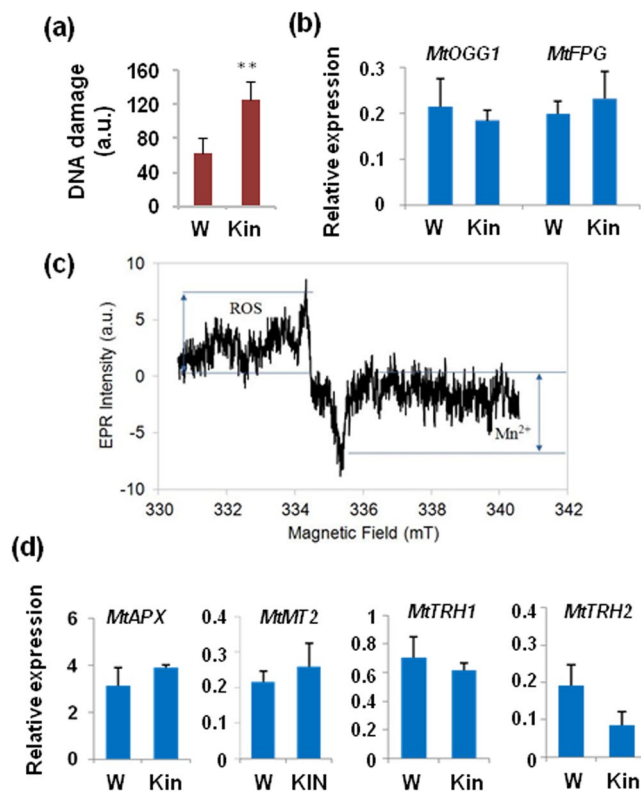 (a)
DNA damage
(a.u.)
160
120
80
40
0
**
W Kin
(b)
Relative expression
0.3
0.2
0.1
0
MtOGG1 MtFPG
W Kin W Kin
(c)
EPR Intensity (a.u.)
10
5
0
-5
-10
ROS
Mn²⁺
330 332 334 336 338 340 342
Magnetic Field (mT)
(d)
Relative expression
MtAPX
6
4
2
0
W Kin
MtMT2
0.4
0.3
0.2
0.1
0
W KIN
MtTRH1
1
0.8
0.6
0.4
0.2
0
W Kin
MtTRH2
0.4
0.3
0.2
0.1
0
W Kin